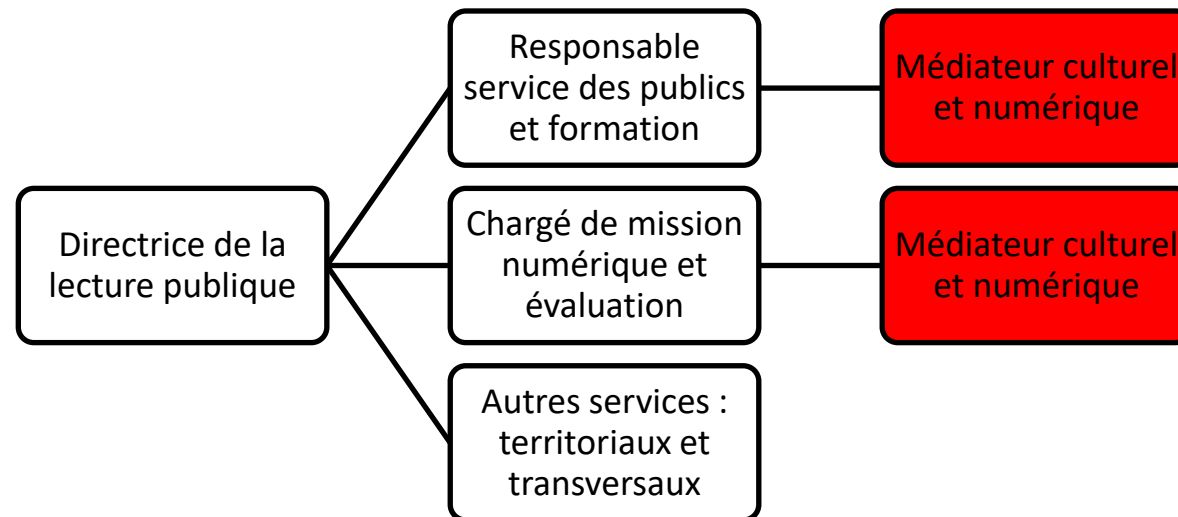 Directrice de la
lecture publique
Responsable
service des publics
et formation
Médiateur culturel
et numérique
Chargé de mission
numérique et
évaluation
Médiateur culturel
et numérique
Autres services :
territoriaux et
transversaux